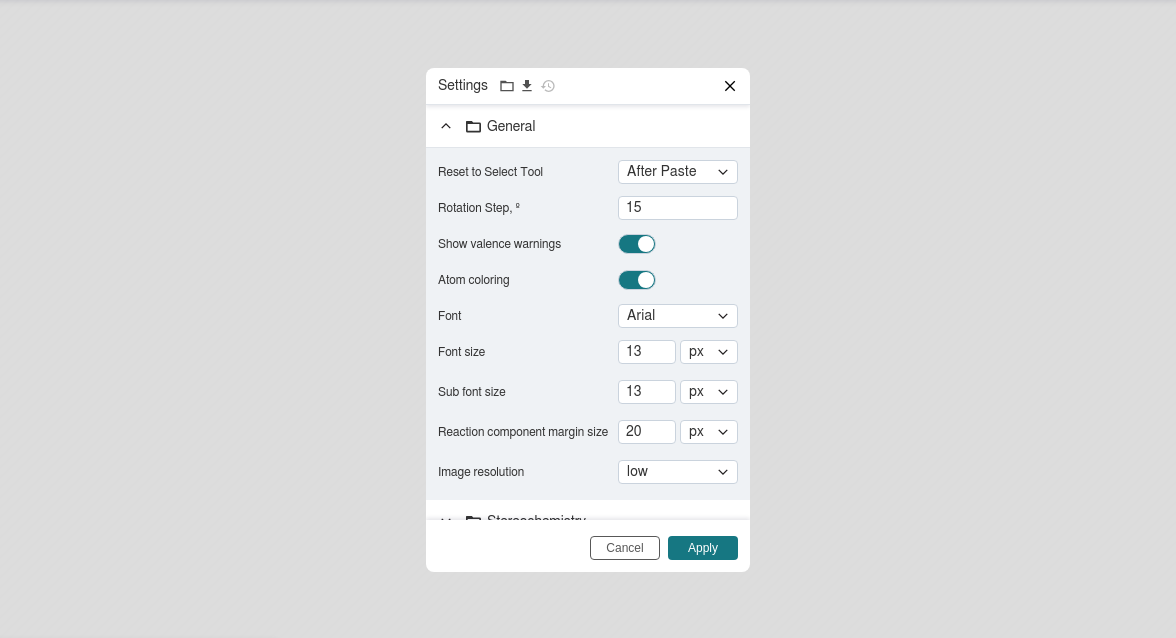 Settings
General
Reset to Select Tool After Paste
Rotation Step, º 15
Show valence warnings
Atom coloring
Font Arial
Font size 13 px
Sub font size 13 px
Reaction component margin size 20 px
Image resolution low
Stereochemistry
Cancel Apply